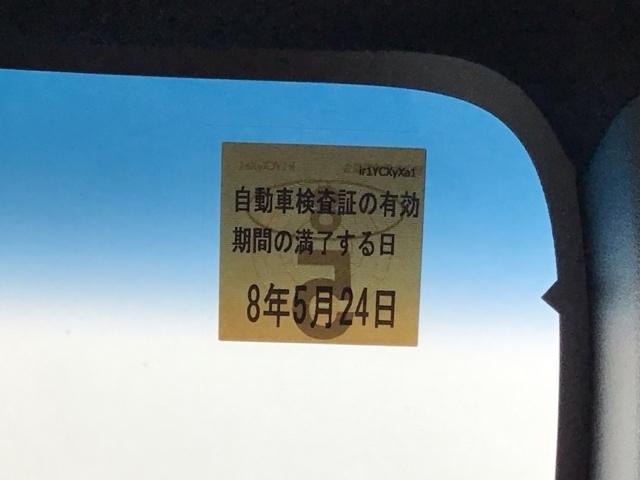 ir1YCXyXa1
自動車検査証の有効
期間の満了する日
8年5月24日